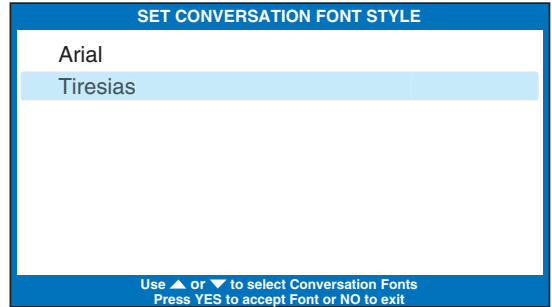 SET CONVERSATION FONT STYLE
Arial
Tiresias
Use ▲ or ▼ to select Conversation Fonts
Press YES to accept Font or NO to exit